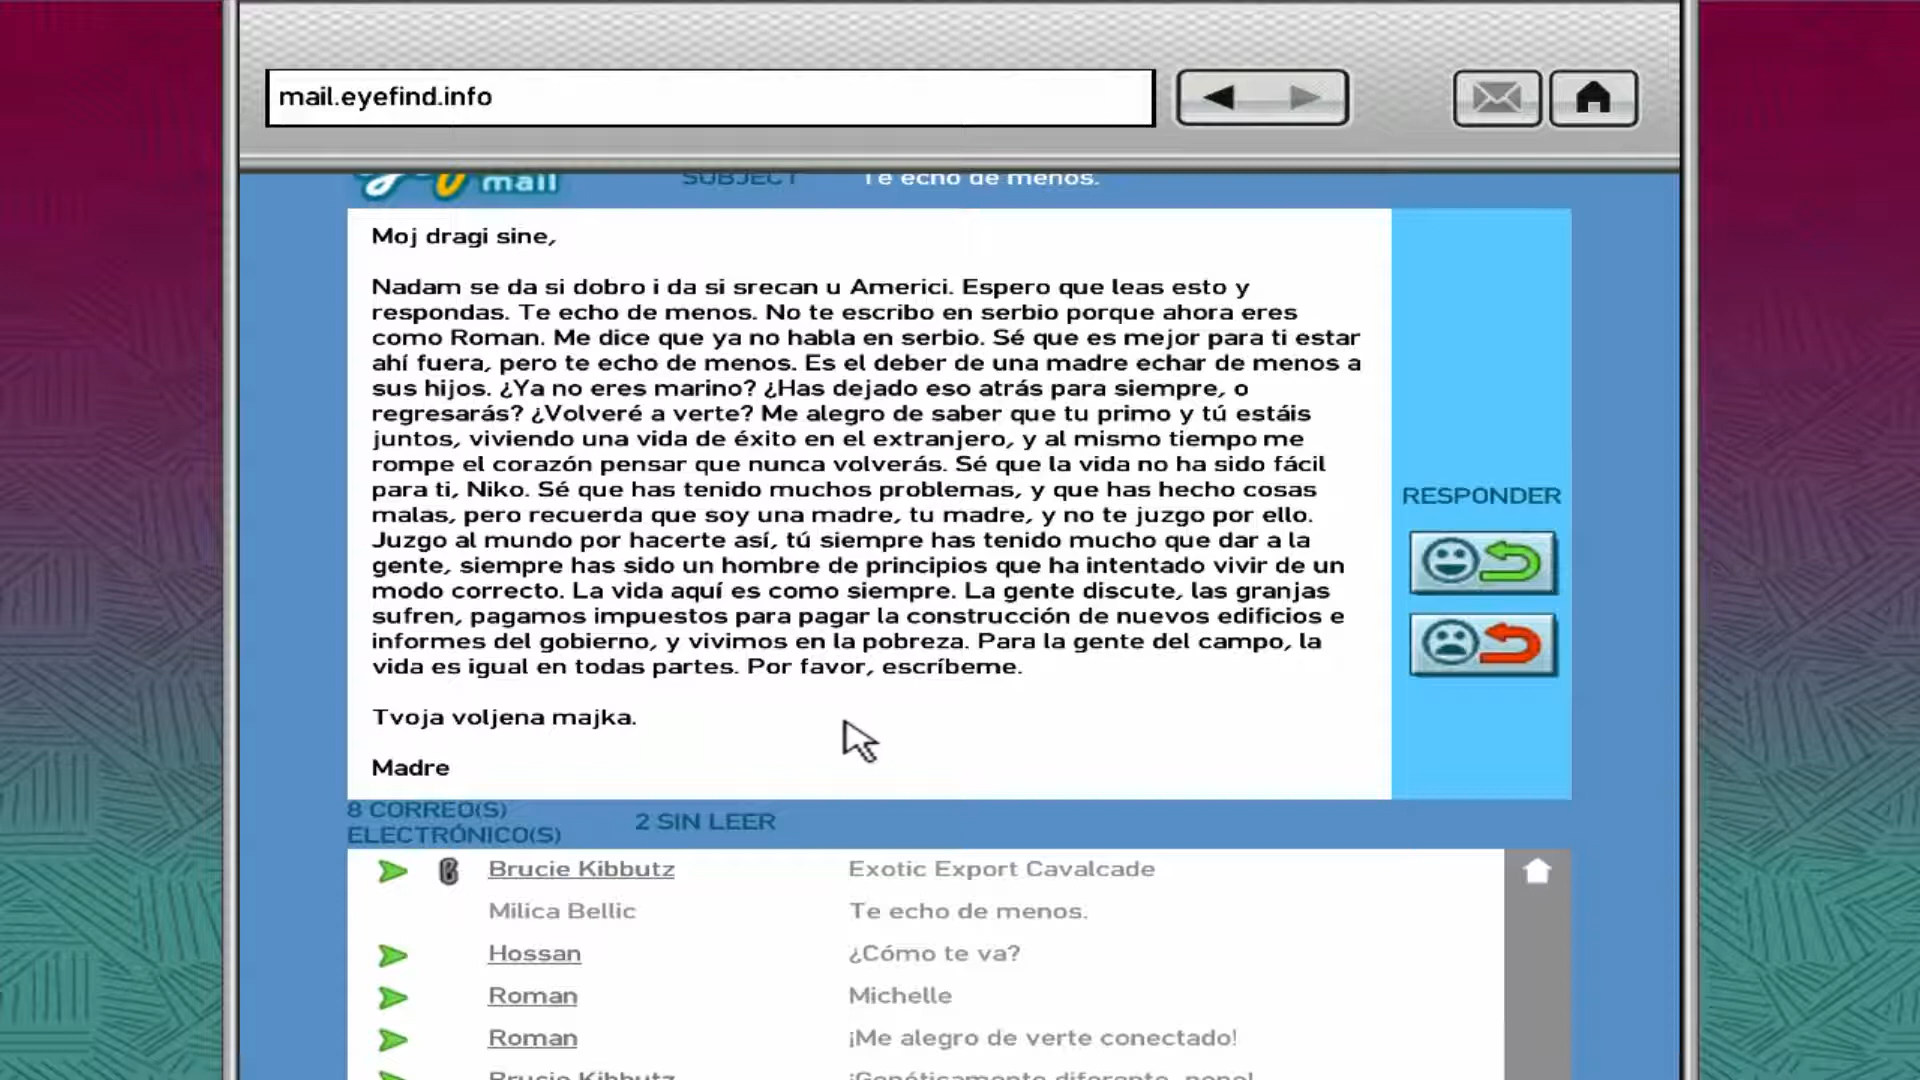 mail.eyefind.info
mail
SUBJECT
Te echo de menos.
Moj dragi sine,
Nadam se da si dobro i da si srecan u Americi. Espero que leas esto y
respondas. Te echo de menos. No te escribo en serbio porque ahora eres
como Roman. Me dice que ya no habla en serbio. Sé que es mejor para ti estar
ahí fuera, pero te echo de menos. Es el deber de una madre echar de menos a
sus hijos. ¿Ya no eres marino? ¿Has dejado eso atrás para siempre, o
regresarás? ¿Volveré a verte? Me alegro de saber que tu primo y tú estáis
juntos, viviendo una vida de éxito en el extranjero, y al mismo tiempo me
rompe el corazón pensar que nunca volverás. Sé que la vida no ha sido fácil
para ti, Niko. Sé que has tenido muchos problemas, y que has hecho cosas
malas, pero recuerda que soy una madre, tu madre, y no te juzgo por ello.
Juzgo al mundo por hacerte así, tú siempre has tenido mucho que dar a la
gente, siempre has sido un hombre de principios que ha intentado vivir de un
modo correcto. La vida aquí es como siempre. La gente discute, las granjas
sufren, pagamos impuestos para pagar la construcción de nuevos edificios e
informes del gobierno, y vivimos en la pobreza. Para la gente del campo, la
vida es igual en todas partes. Por favor, escríbeme.
Tvoja voljena majka.
Madre
RESPONDER
8 CORREO(S)
ELECTRÓNICO(S)
2 SIN LEER
Brucie Kibbutz Exotic Export Cavalcade
Milica Bellic Te echo de menos.
Hossan ¿Cómo te va?
Roman Michelle
Roman ¡Me alegro de verte conectado!
Brucie Kibbutz ¡Genéticamente diferente, nene!